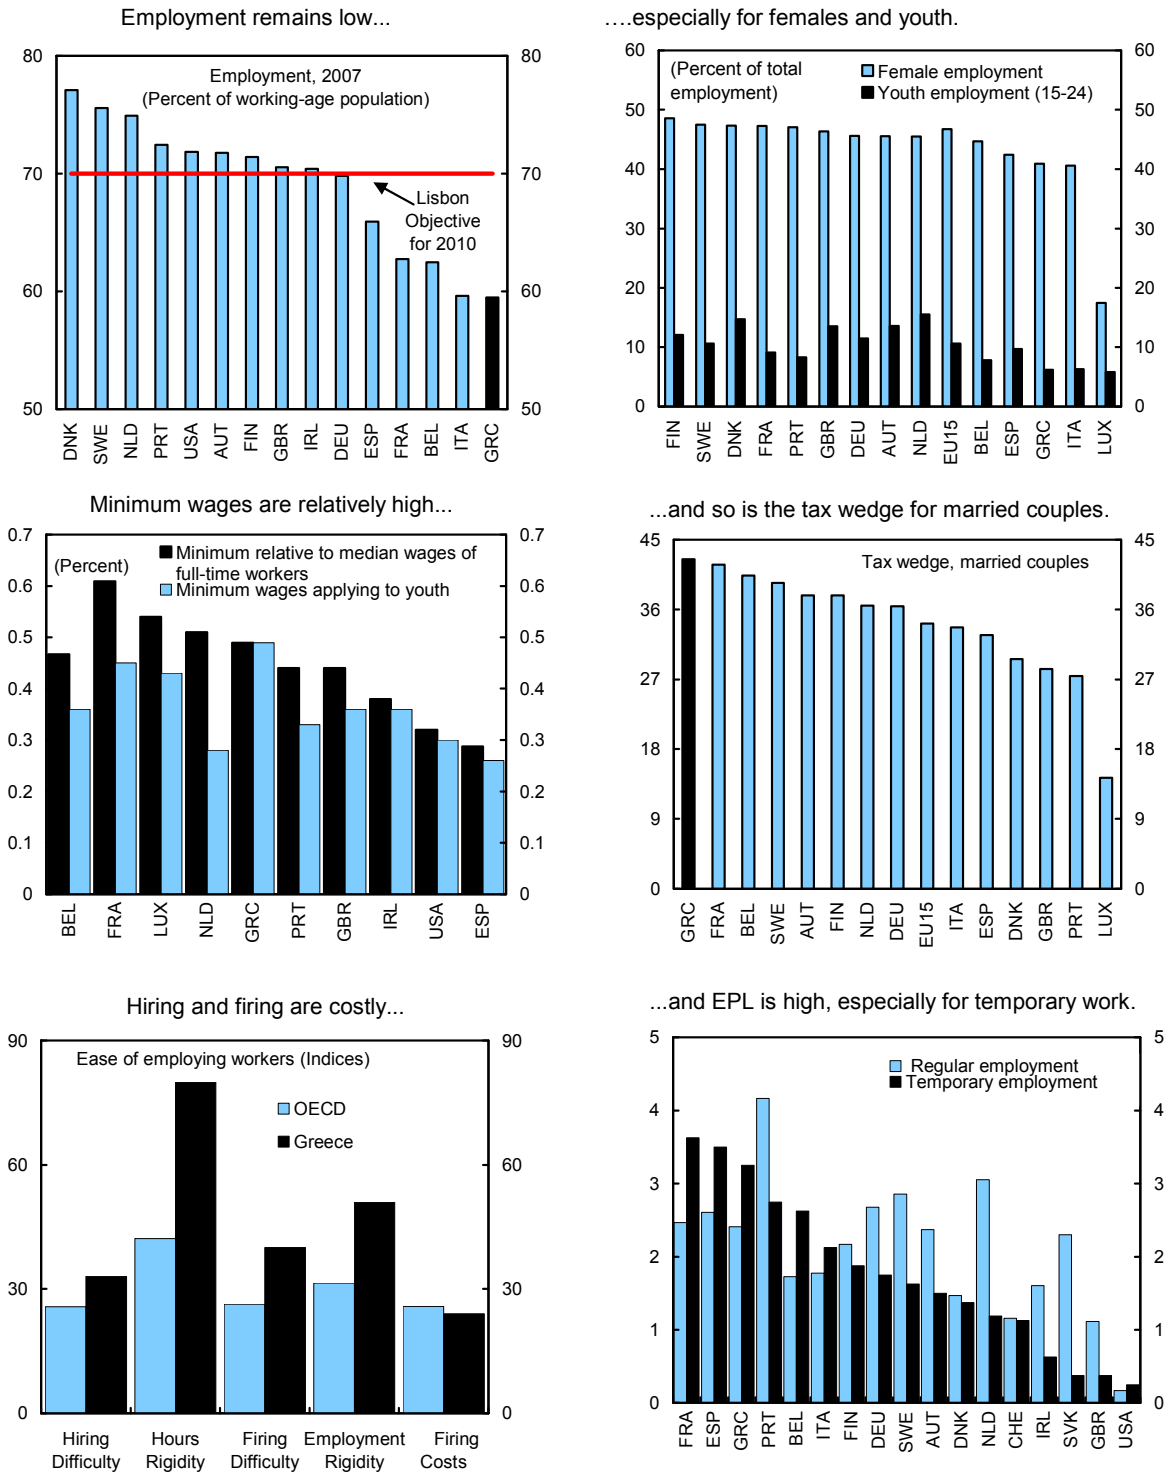 Employment remains low...
80
80
Employment, 2007
(Percent of working-age population)
70
70
Lisbon
Objective
for 2010
60
60
50
50
DNK
SWE
NLD
PRT
USA
AUT
FIN
GBR
IRL
DEU
ESP
FRA
BEL
ITA
GRC
….especially for females and youth.
60
60
(Percent of total
employment)
Female employment
Youth employment (15-24)
50
50
40
40
30
30
20
20
10
10
0
0
FIN
SWE
DNK
FRA
PRT
GBR
DEU
AUT
NLD
EU15
BEL
ESP
GRC
ITA
LUX
Minimum wages are relatively high...
0.7
0.7
(Percent)
Minimum relative to median wages of
full-time workers
Minimum wages applying to youth
0.6
0.6
0.5
0.5
0.4
0.4
0.3
0.3
0.2
0.2
0.1
0.1
0
0
BEL
FRA
LUX
NLD
GRC
PRT
GBR
IRL
USA
ESP
...and so is the tax wedge for married couples.
45
45
Tax wedge, married couples
36
36
27
27
18
18
9
9
0
0
GRC
FRA
BEL
SWE
AUT
FIN
NLD
DEU
EU15
ITA
ESP
DNK
GBR
PRT
LUX
Hiring and firing are costly...
90
90
Ease of employing workers (Indices)
OECD
Greece
60
60
30
30
0
0
Hiring
Difficulty
Hours
Rigidity
Firing
Difficulty
Employment
Rigidity
Firing
Costs
...and EPL is high, especially for temporary work.
5
5
Regular employment
Temporary employment
4
4
3
3
2
2
1
1
0
0
FRA
ESP
GRC
PRT
BEL
ITA
FIN
DEU
SWE
AUT
DNK
NLD
CHE
IRL
SVK
GBR
USA